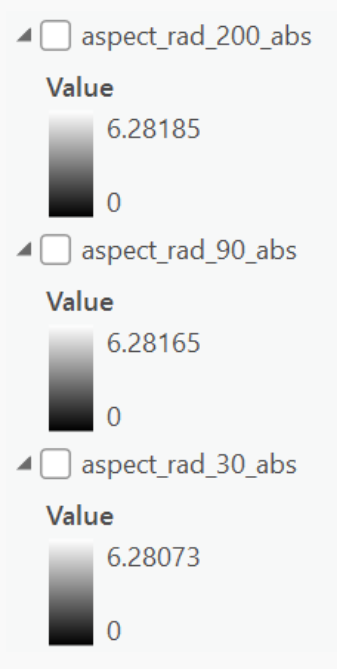 aspect_rad_200_abs
Value
6.28185
0
aspect_rad_90_abs
Value
6.28165
0
aspect_rad_30_abs
Value
6.28073
0